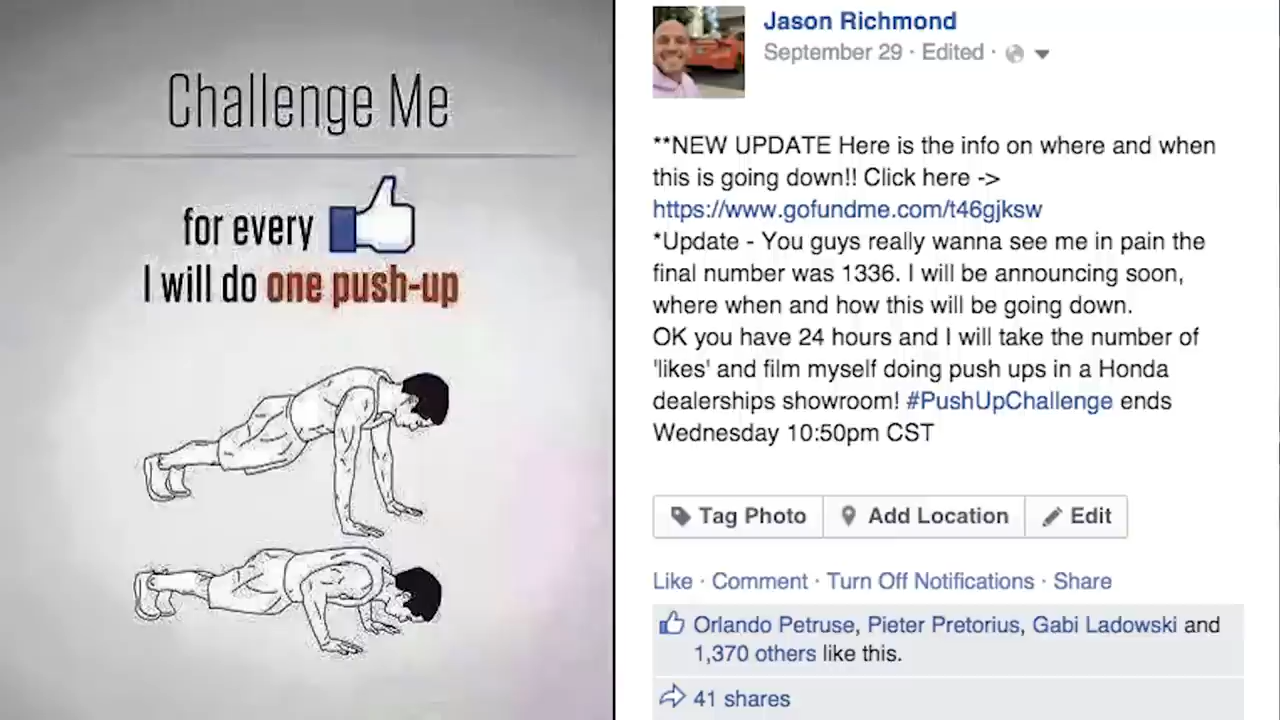 Challenge Me
for every
I will do one push-up
Jason Richmond
September 29 · Edited ·
**NEW UPDATE Here is the info on where and when
this is going down!! Click here ->
https://www.gofundme.com/t46gjksw
*Update - You guys really wanna see me in pain the
final number was 1336. I will be announcing soon,
where when and how this will be going down.
OK you have 24 hours and I will take the number of
'likes' and film myself doing push ups in a Honda
dealerships showroom! #PushUpChallenge ends
Wednesday 10:50pm CST
Tag Photo Add Location Edit
Like · Comment · Turn Off Notifications · Share
Orlando Petruse, Pieter Pretorius, Gabi Ladowski and
1,370 others like this.
41 shares